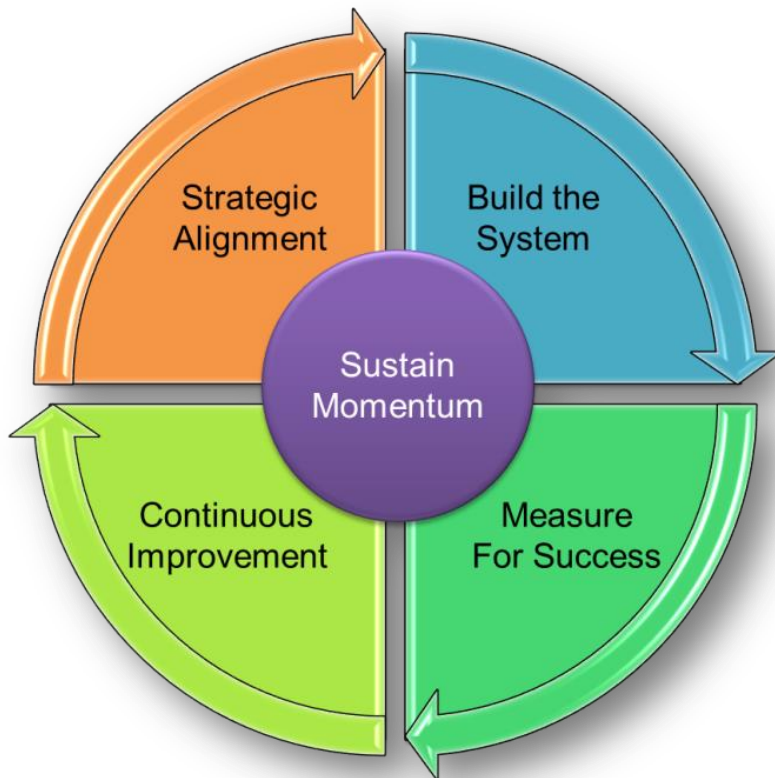 Strategic
Alignment
Build the
System
Sustain
Momentum
Continuous
Improvement
Measure
For Success